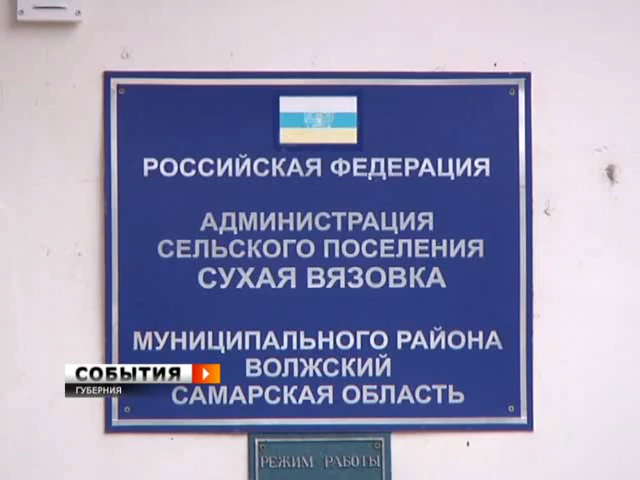 РОССИЙСКАЯ ФЕДЕРАЦИЯ
АДМИНИСТРАЦИЯ
СЕЛЬСКОГО ПОСЕЛЕНИЯ
СУХАЯ ВЯЗОВКА
МУНИЦИПАЛЬНОГО РАЙОНА
ВОЛЖСКИЙ
САМАРСКАЯ ОБЛАСТЬ
СОБЫТИЯ
ГУБЕРНИЯ
РЕЖИМ РАБОТЫ